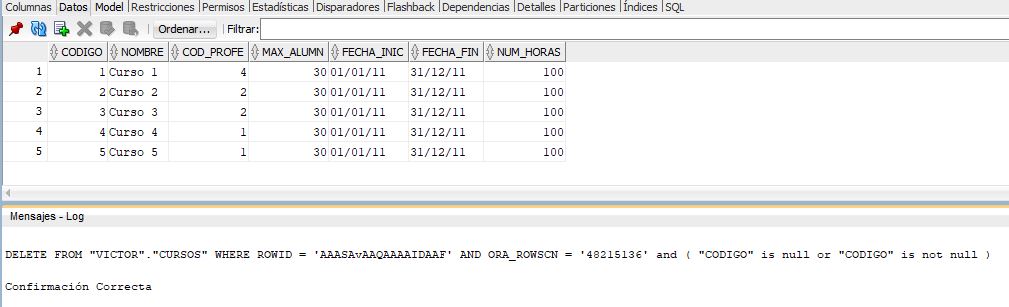 Columnas Datos Model Restricciones Permisos Estadísticas Disparadores Flashback Dependencias Detalles Particiones Índices SQL
Ordenar... Filtrar:
CODIGO NOMBRE COD_PROFE MAX_ALUMN FECHA_INIC FECHA_FIN NUM_HORAS
1 1 Curso 1 4 30 01/01/11 31/12/11 100
2 2 Curso 2 2 30 01/01/11 31/12/11 100
3 3 Curso 3 2 30 01/01/11 31/12/11 100
4 4 Curso 4 1 30 01/01/11 31/12/11 100
5 5 Curso 5 1 30 01/01/11 31/12/11 100
Mensajes - Log
DELETE FROM "VICTOR"."CURSOS" WHERE ROWID = 'AAASAvAAQAAAAIDAAF' AND ORA_ROWSCN = '48215136' and ( "CODIGO" is null or "CODIGO" is not null )
Confirmación Correcta